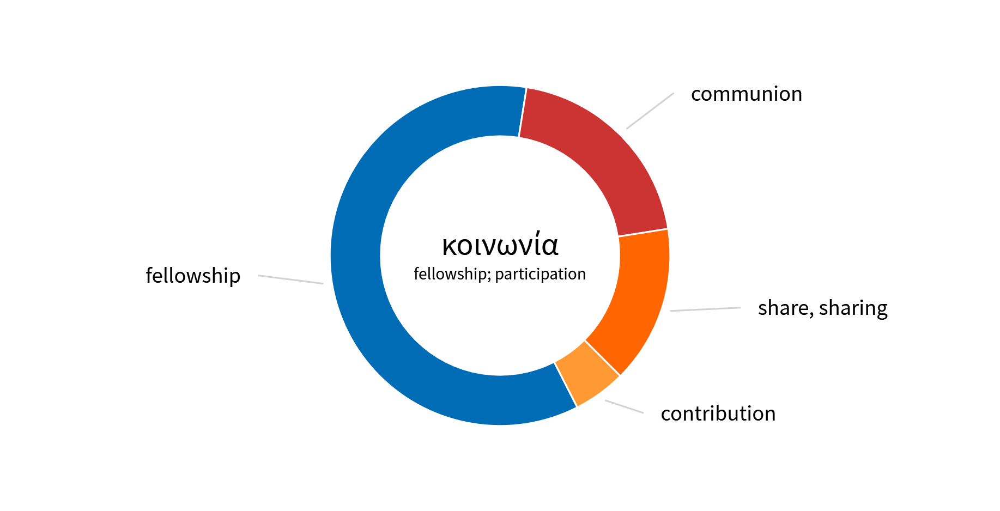 communion
κοινωνία
fellowship; participation
fellowship
share, sharing
contribution